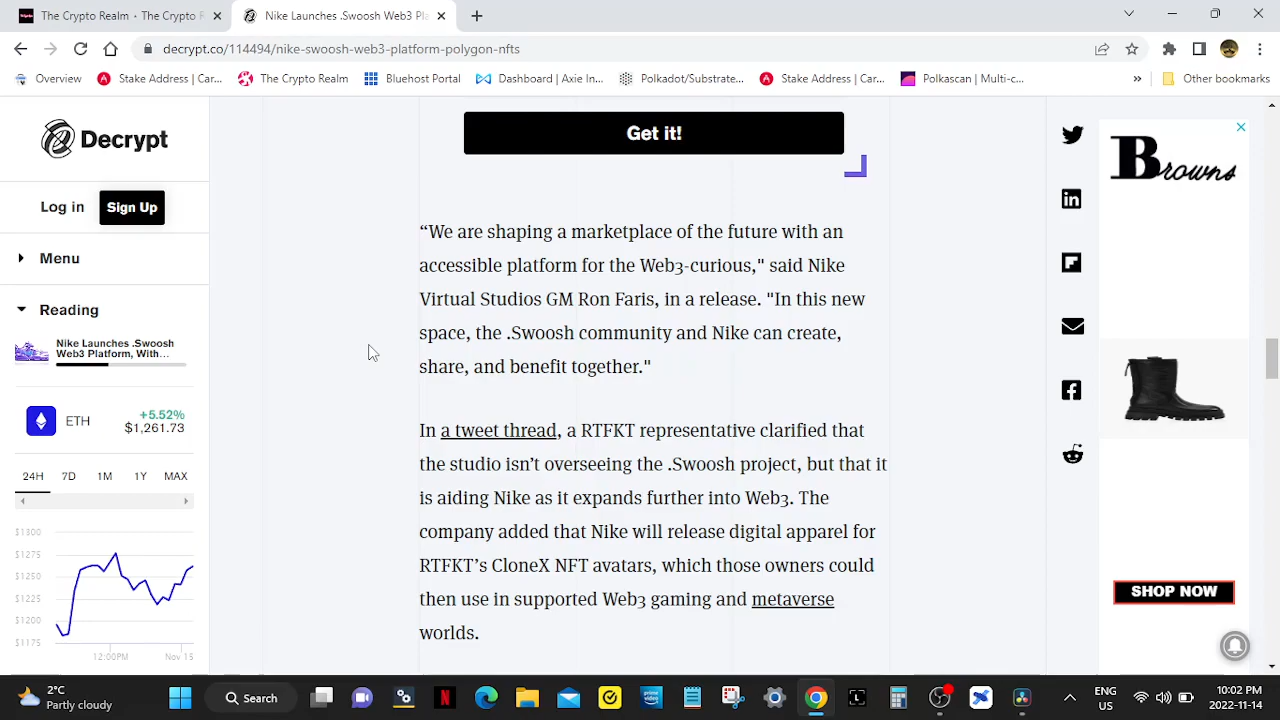 The Crypto Realm - The Crypto R
Nike Launches .Swoosh Web3 Pla
decrypt.co/114494/nike-swoosh-web3-platform-polygon-nfts
Overview
Stake Address | (Car...
The Crypto Realm
Bluehost Portal
Dashboard | Axie In...
Polkadot/Substrate...
Stake Address | (Car...
Polkascan | Multi-c...
»
Other bookmarks
Decrypt
Log in
Sign Up
Menu
Reading
Nike Launches .Swoosh
Web3 Platform, With...
ETH
+5.52%
$1,261.73
24H 7D 1M 1Y MAX
$1300
$1275
$1250
$1225
$1200
$1175
12:00PM Nov 15
Get it!
“We are shaping a marketplace of the future with an
accessible platform for the Web3-curious," said Nike
Virtual Studios GM Ron Faris, in a release. "In this new
space, the .Swoosh community and Nike can create,
share, and benefit together."
In a tweet thread, a RTFKT representative clarified that
the studio isn’t overseeing the .Swoosh project, but that it
is aiding Nike as it expands further into Web3. The
company added that Nike will release digital apparel for
RTFKT’s CloneX NFT avatars, which those owners could
then use in supported Web3 gaming and metaverse
worlds.
Browns
SHOP NOW
2°C
Partly cloudy
Search
prime video
ENG
US
10:02 PM
2022-11-14